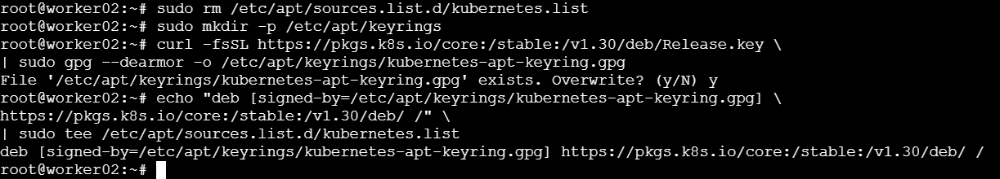 root@worker02:~# sudo rm /etc/apt/sources.list.d/kubernetes.list
root@worker02:~# sudo mkdir -p /etc/apt/keyrings
root@worker02:~# curl -fsSL https://pkgs.k8s.io/core:/stable:/v1.30/deb/Release.key \
| sudo gpg --dearmor -o /etc/apt/keyrings/kubernetes-apt-keyring.gpg
File '/etc/apt/keyrings/kubernetes-apt-keyring.gpg' exists. Overwrite? (y/N) y
root@worker02:~# echo "deb [signed-by=/etc/apt/keyrings/kubernetes-apt-keyring.gpg] \
https://pkgs.k8s.io/core:/stable:/v1.30/deb/ /" \
| sudo tee /etc/apt/sources.list.d/kubernetes.list
deb [signed-by=/etc/apt/keyrings/kubernetes-apt-keyring.gpg] https://pkgs.k8s.io/core:/stable:/v1.30/deb/ /
root@worker02:~#